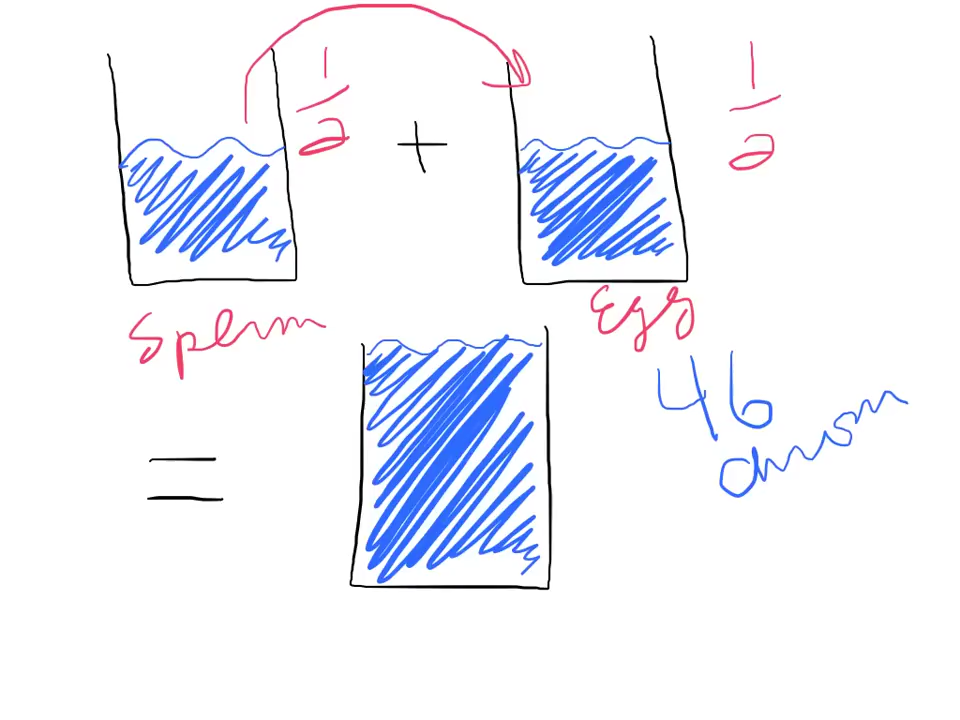 1/2 + 1/2
Sperm Egg
=
46
chrom